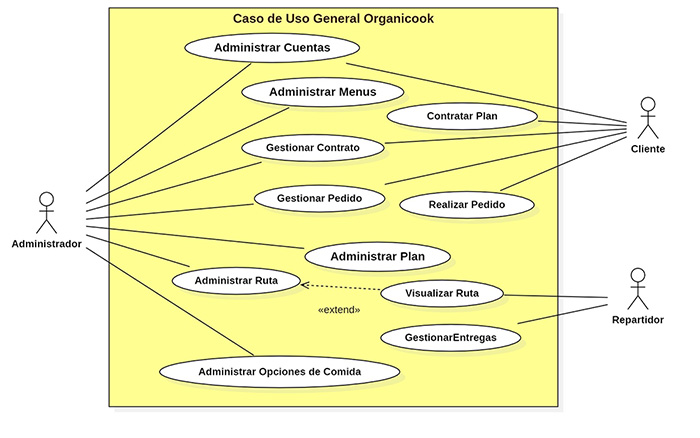 Caso de Uso General Organicook
Administrar Cuentas
Administrar Menus
Contratar Plan
Cliente
Gestionar Contrato
Gestionar Pedido
Realizar Pedido
Administrador
Administrar Plan
Administrar Ruta
Visualizar Ruta
«extend»
Repartidor
GestionarEntregas
Administrar Opciones de Comida